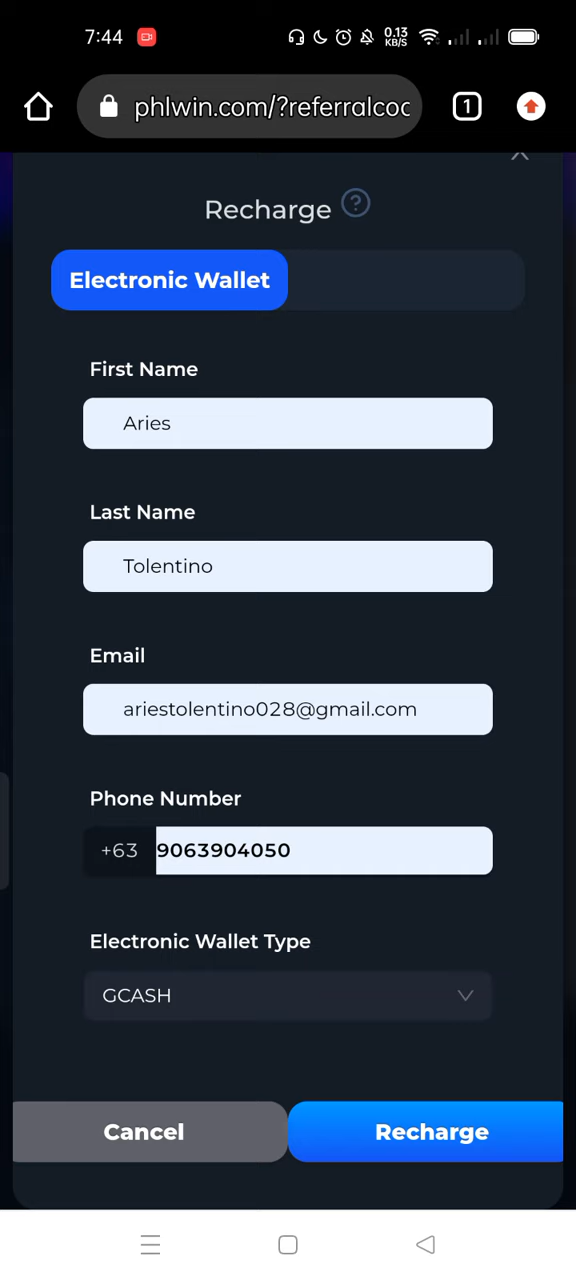 7:44
0.13
KB/S
phlwin.com/?referralcoc
1
Recharge ?
Electronic Wallet
First Name
Aries
Last Name
Tolentino
Email
ariestolentino028@gmail.com
Phone Number
+63 9063904050
Electronic Wallet Type
GCASH
Cancel Recharge